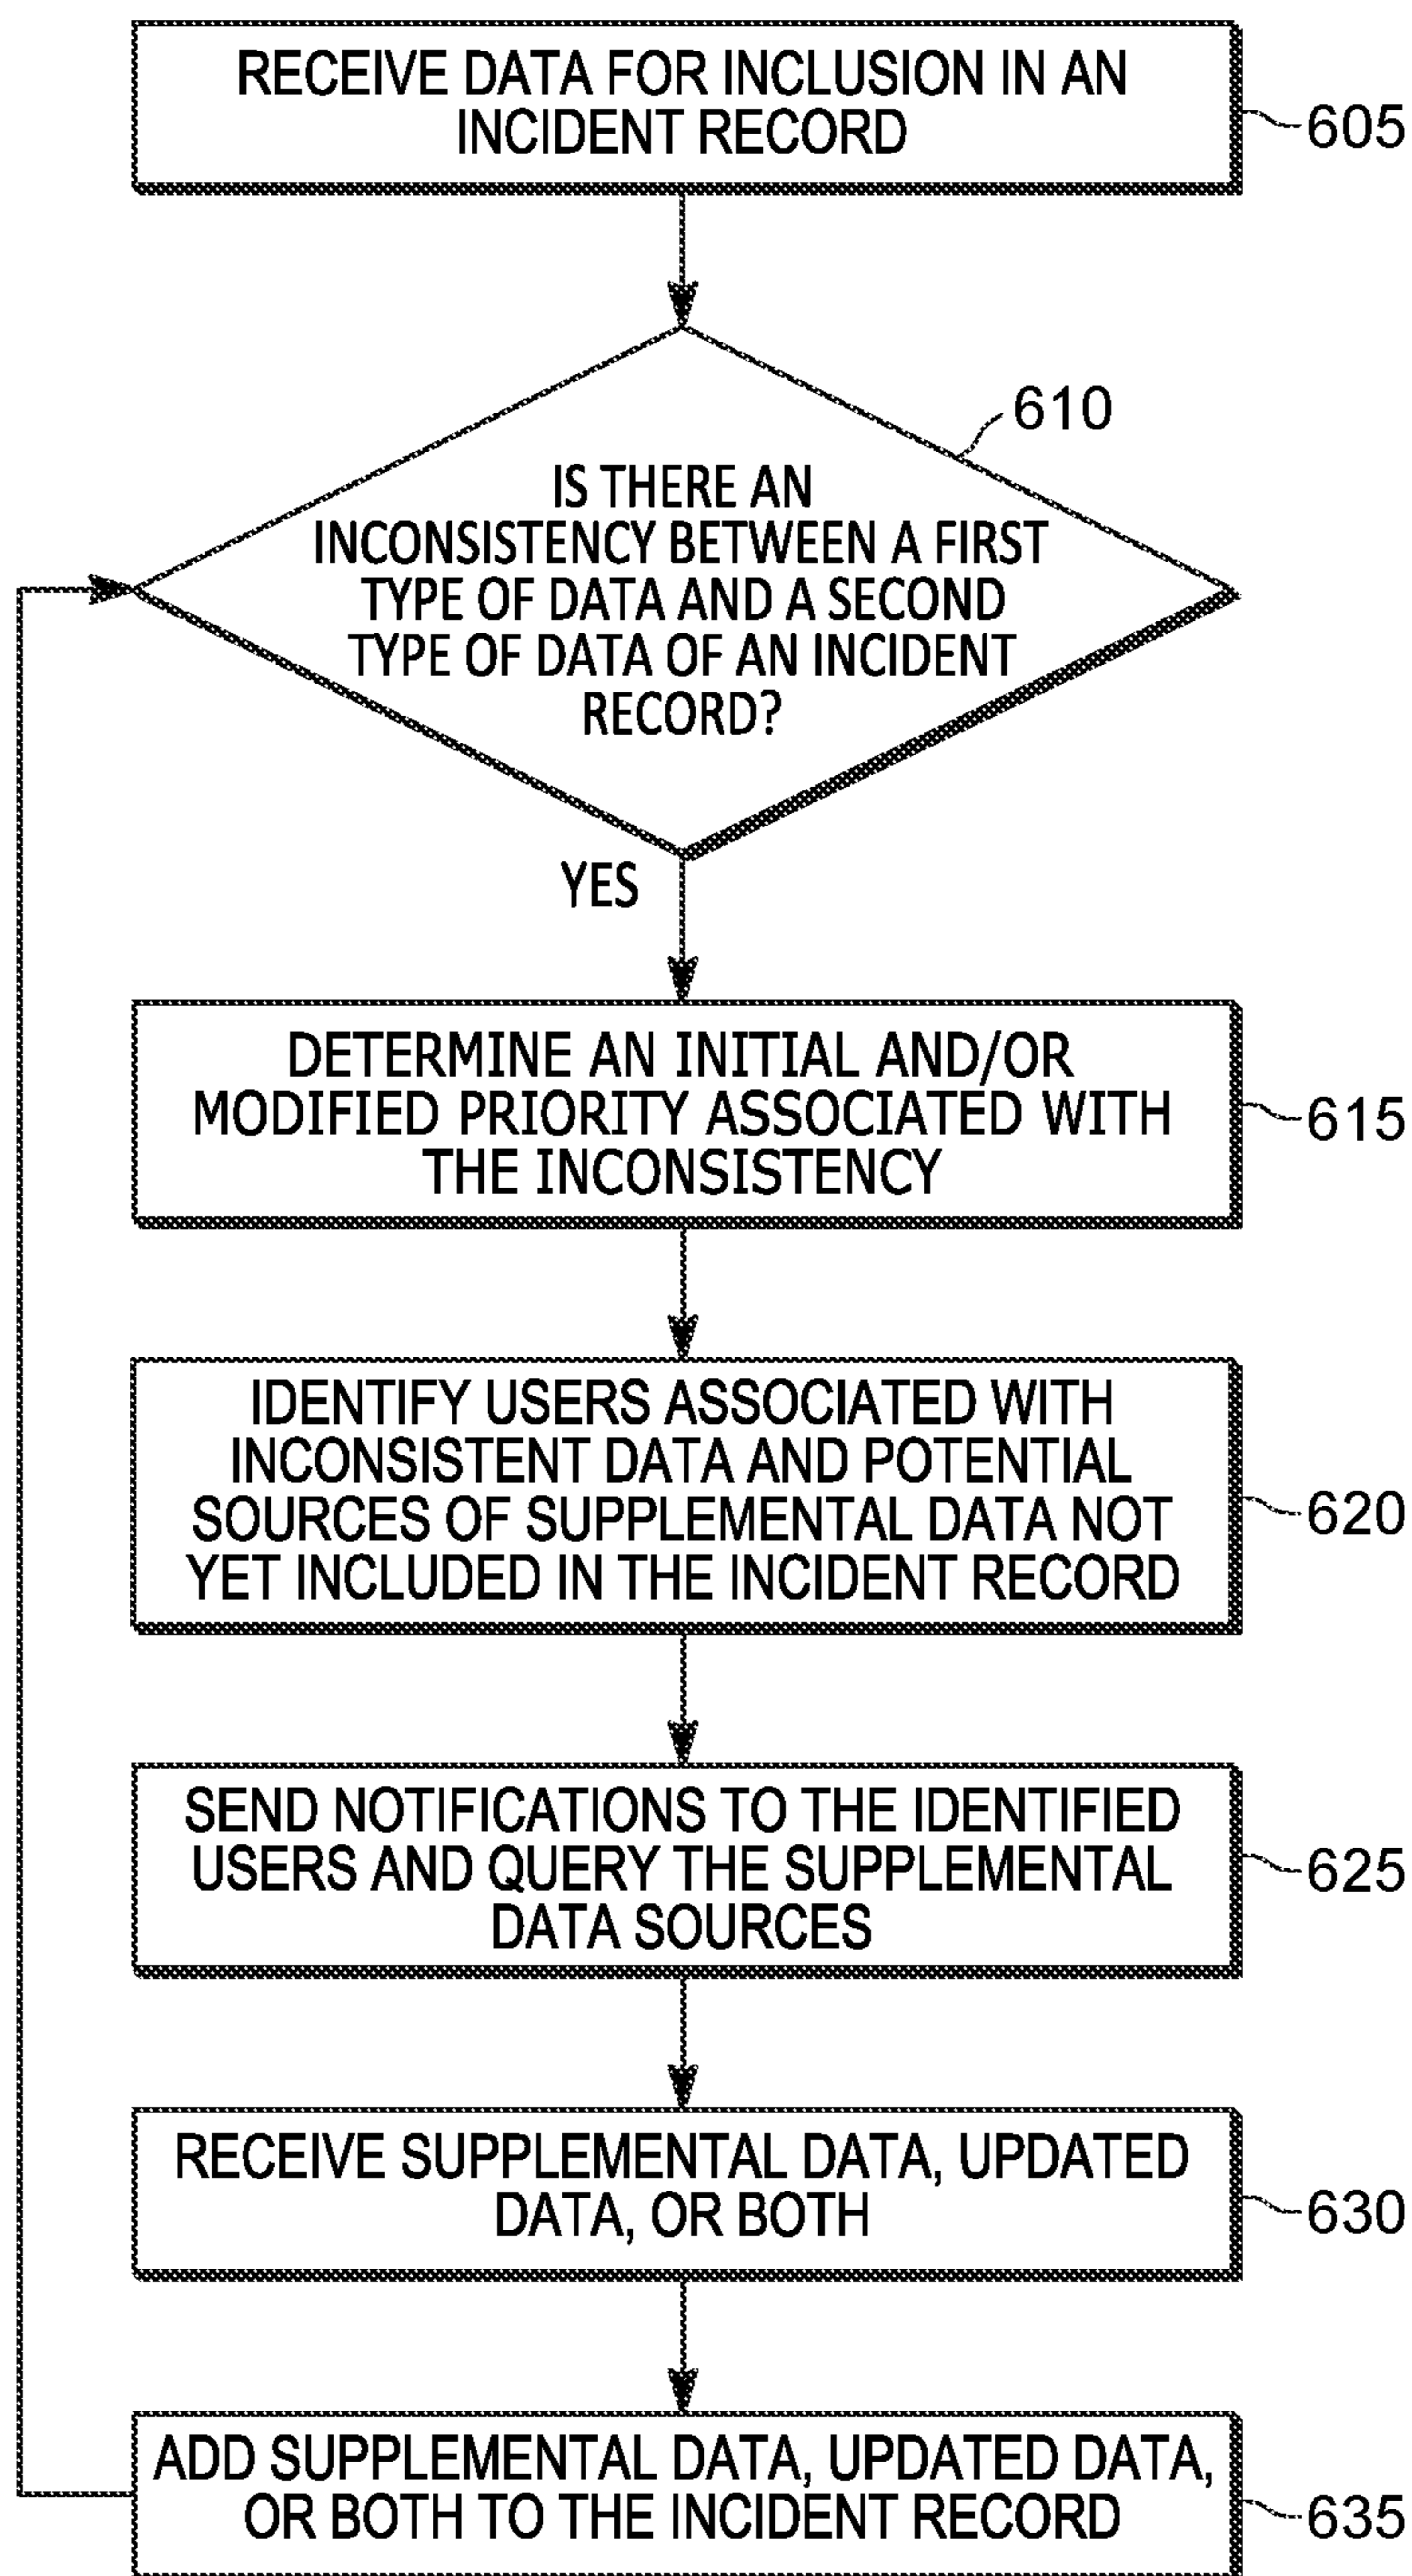 RECEIVE DATA FOR INCLUSION IN AN
INCIDENT RECORD
605
610
IS THERE AN
INCONSISTENCY BETWEEN A FIRST
TYPE OF DATA AND A SECOND
TYPE OF DATA OF AN INCIDENT
RECORD?
YES
DETERMINE AN INITIAL AND/OR
MODIFIED PRIORITY ASSOCIATED WITH
THE INCONSISTENCY
615
IDENTIFY USERS ASSOCIATED WITH
INCONSISTENT DATA AND POTENTIAL
SOURCES OF SUPPLEMENTAL DATA NOT
YET INCLUDED IN THE INCIDENT RECORD
620
SEND NOTIFICATIONS TO THE IDENTIFIED
USERS AND QUERY THE SUPPLEMENTAL
DATA SOURCES
625
RECEIVE SUPPLEMENTAL DATA, UPDATED
DATA, OR BOTH
630
ADD SUPPLEMENTAL DATA, UPDATED DATA,
OR BOTH TO THE INCIDENT RECORD
635